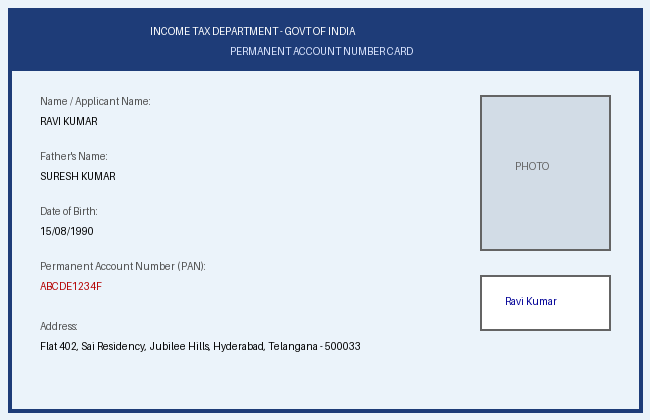 INCOME TAX DEPARTMENT - GOVT OF INDIA
PERMANENT ACCOUNT NUMBER CARD
Name / Applicant Name:
RAVI KUMAR
Father's Name:
SURESH KUMAR
Date of Birth:
15/08/1990
Permanent Account Number (PAN):
ABCDE1234F
Address:
Flat 402, Sai Residency, Jubilee Hills, Hyderabad, Telangana - 500033
PHOTO
Ravi Kumar